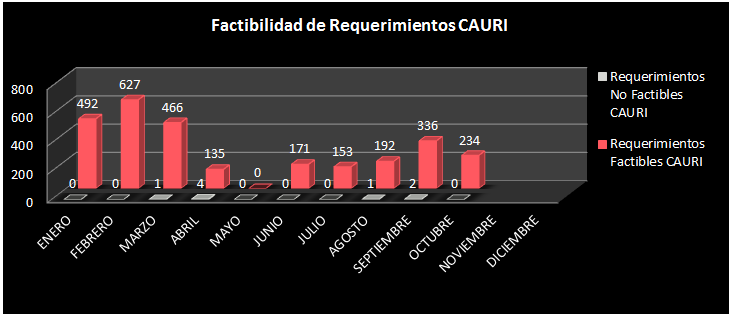 Factibilidad de Requerimientos CAURI
800
600
400
200
0
492
627
466
135
0
171
153
192
336
234
0
0
1
4
0
0
0
1
2
0
ENERO
FEBRERO
MARZO
ABRIL
MAYO
JUNIO
JULIO
AGOSTO
SEPTIEMBRE
OCTUBRE
NOVIEMBRE
DICIEMBRE
Requerimientos
No Factibles
CAURI
Requerimientos
Factibles CAURI